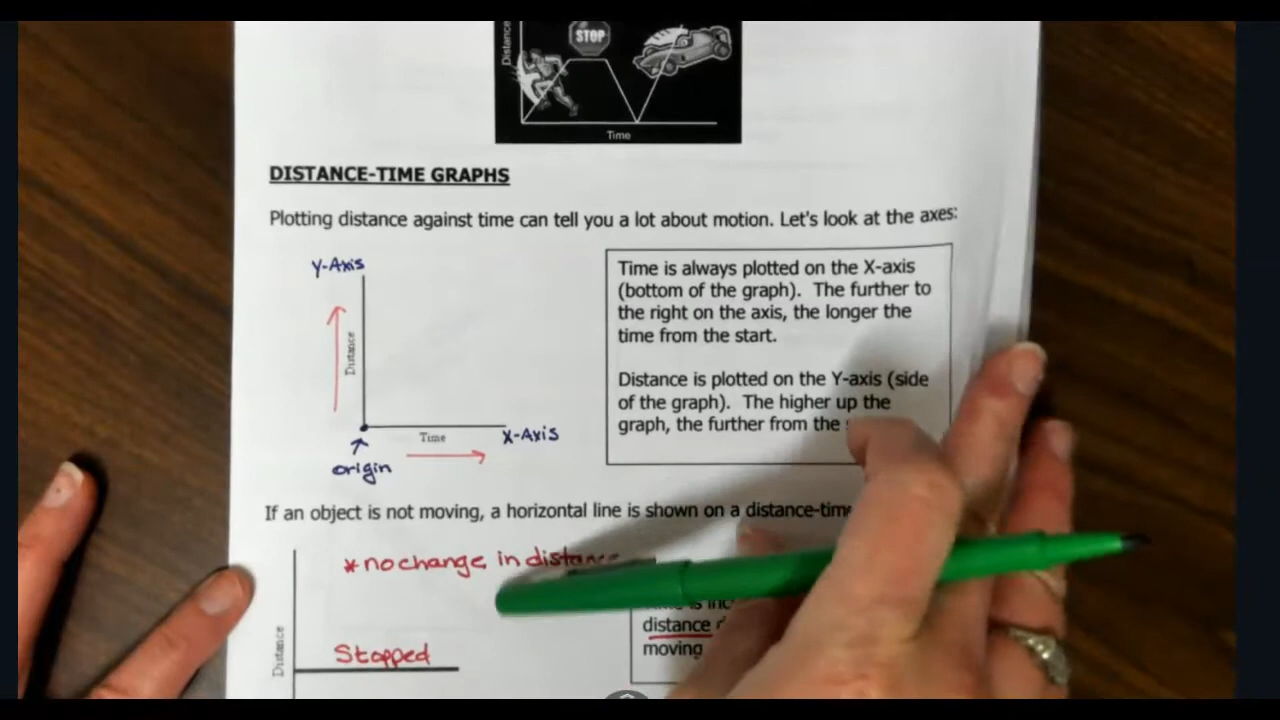 Distance
STOP
Time
DISTANCE-TIME GRAPHS
Plotting distance against time can tell you a lot about motion. Let's look at the axes:
Y-Axis
Distance
Time
X-Axis
origin
Time is always plotted on the X-axis
(bottom of the graph). The further to
the right on the axis, the longer the
time from the start.
Distance is plotted on the Y-axis (side
of the graph). The higher up the
graph, the further from the
If an object is not moving, a horizontal line is shown on a distance-time
*no change in distance
Distance
Stopped
is
distance
moving